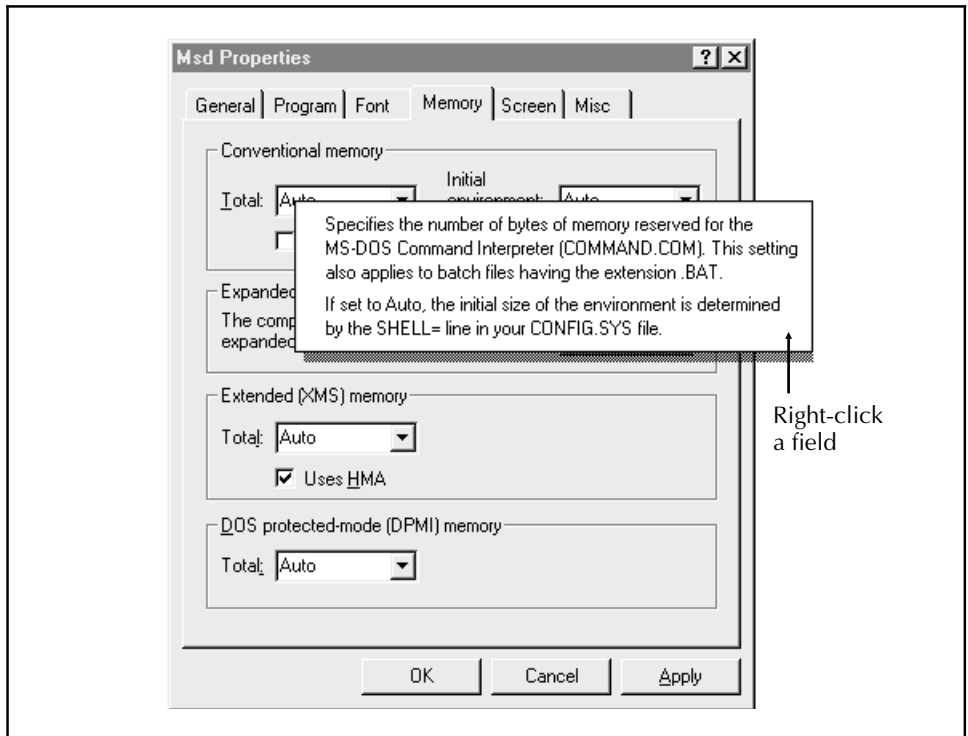 Msd Properties
General Program Font Memory Screen Misc
Conventional memory
Total: Auto
Initial
environment: Auto
Specifies the number of bytes of memory reserved for the
MS-DOS Command Interpreter (COMMAND.COM). This setting
also applies to batch files having the extension .BAT.
If set to Auto, the initial size of the environment is determined
by the SHELL= line in your CONFIG.SYS file.
Expanded
The comp
expanded
Extended (XMS) memory
Total: Auto
Uses HMA
DOS protected-mode (DPMI) memory
Total: Auto
OK Cancel Apply
Right-click
a field